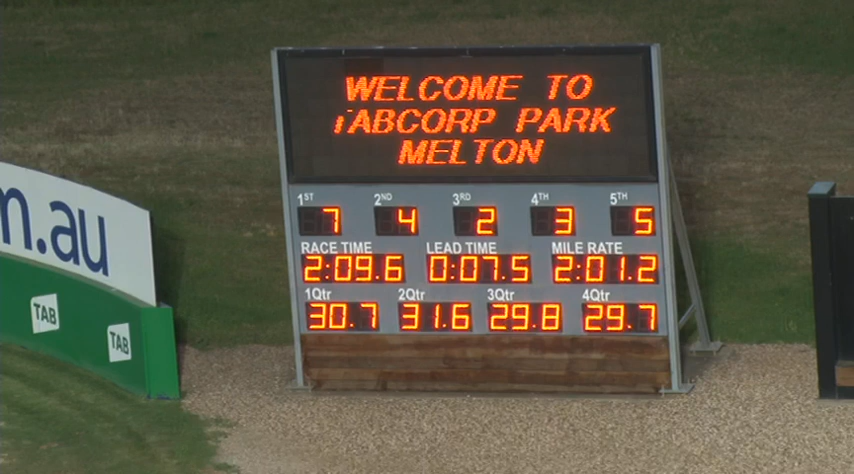 WELCOME TO
TABCORP PARK
MELTON
1ST 2ND 3RD 4TH 5TH
7 4 2 3 5
RACE TIME LEAD TIME MILE RATE
2:09.6 0:07.5 2:01.2
1Qtr 2Qtr 3Qtr 4Qtr
30.7 31.6 29.8 29.7
m.au
TAB
TAB